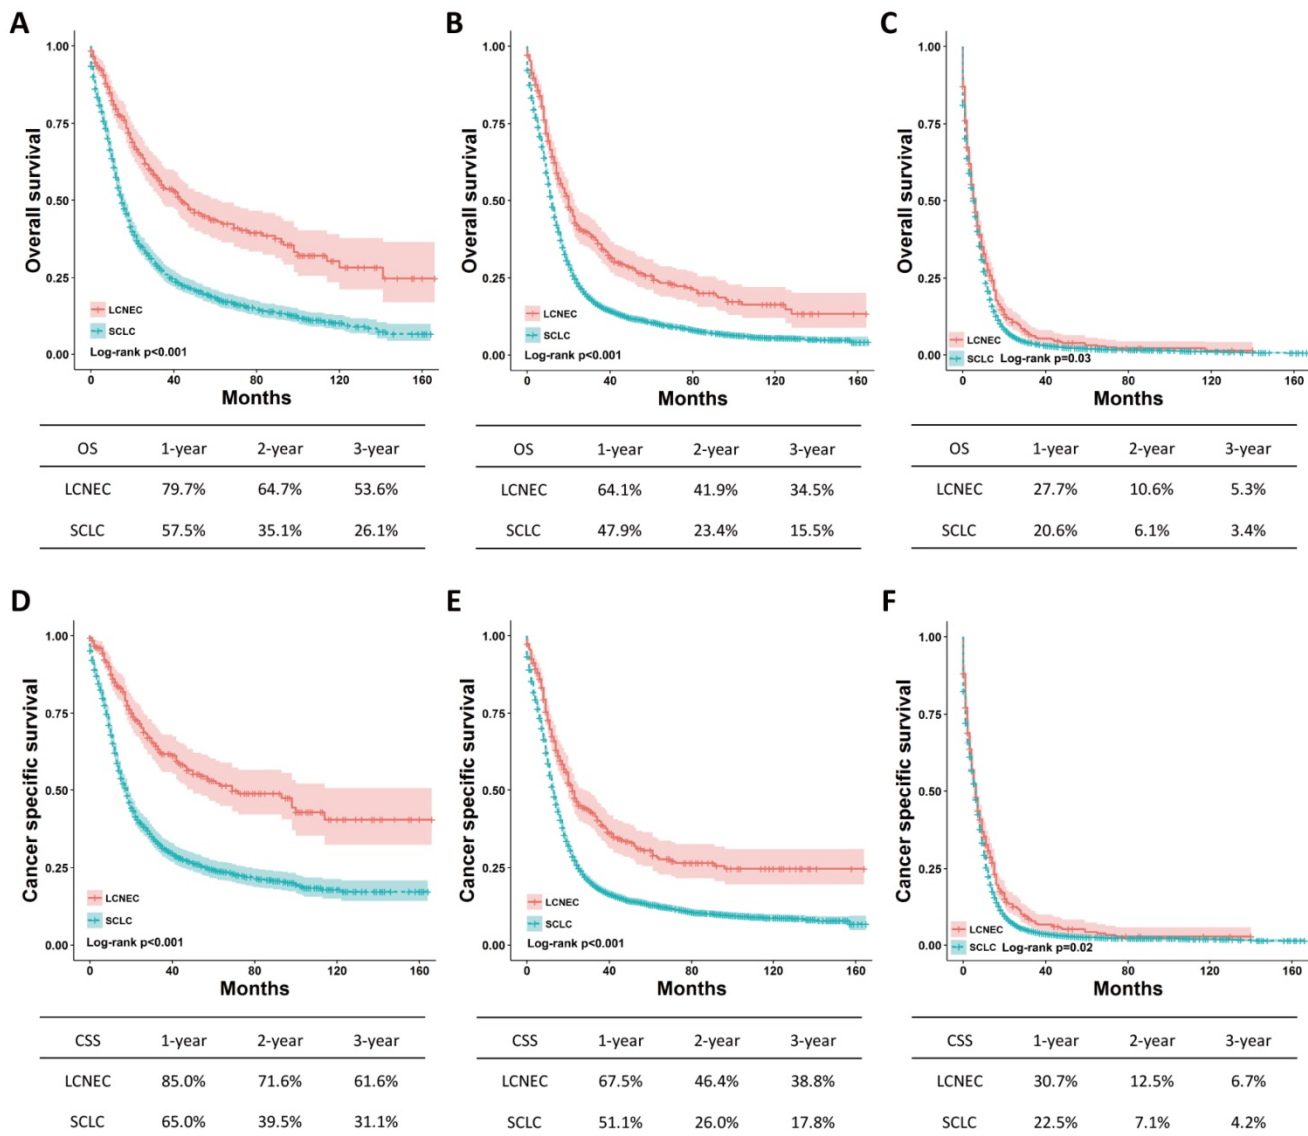 A
1.00
0.75
0.50
0.25
0.00
Overall survival
LCNEC
SCLC
Log-rank p<0.001
0 40 80 120 160
Months
OS 1-year 2-year 3-year
LCNEC 79.7% 64.7% 53.6%
SCLC 57.5% 35.1% 26.1%
B
1.00
0.75
0.50
0.25
0.00
Overall survival
LCNEC
SCLC
Log-rank p<0.001
0 40 80 120 160
Months
OS 1-year 2-year 3-year
LCNEC 64.1% 41.9% 34.5%
SCLC 47.9% 23.4% 15.5%
C
1.00
0.75
0.50
0.25
0.00
Overall survival
LCNEC
SCLC Log-rank p=0.03
0 40 80 120 160
Months
OS 1-year 2-year 3-year
LCNEC 27.7% 10.6% 5.3%
SCLC 20.6% 6.1% 3.4%
D
1.00
0.75
0.50
0.25
0.00
Cancer specific survival
LCNEC
SCLC
Log-rank p<0.001
0 40 80 120 160
Months
CSS 1-year 2-year 3-year
LCNEC 85.0% 71.6% 61.6%
SCLC 65.0% 39.5% 31.1%
E
1.00
0.75
0.50
0.25
0.00
Cancer specific survival
LCNEC
SCLC
Log-rank p<0.001
0 40 80 120 160
Months
CSS 1-year 2-year 3-year
LCNEC 67.5% 46.4% 38.8%
SCLC 51.1% 26.0% 17.8%
F
1.00
0.75
0.50
0.25
0.00
Cancer specific survival
LCNEC
SCLC Log-rank p=0.02
0 40 80 120 160
Months
CSS 1-year 2-year 3-year
LCNEC 30.7% 12.5% 6.7%
SCLC 22.5% 7.1% 4.2%